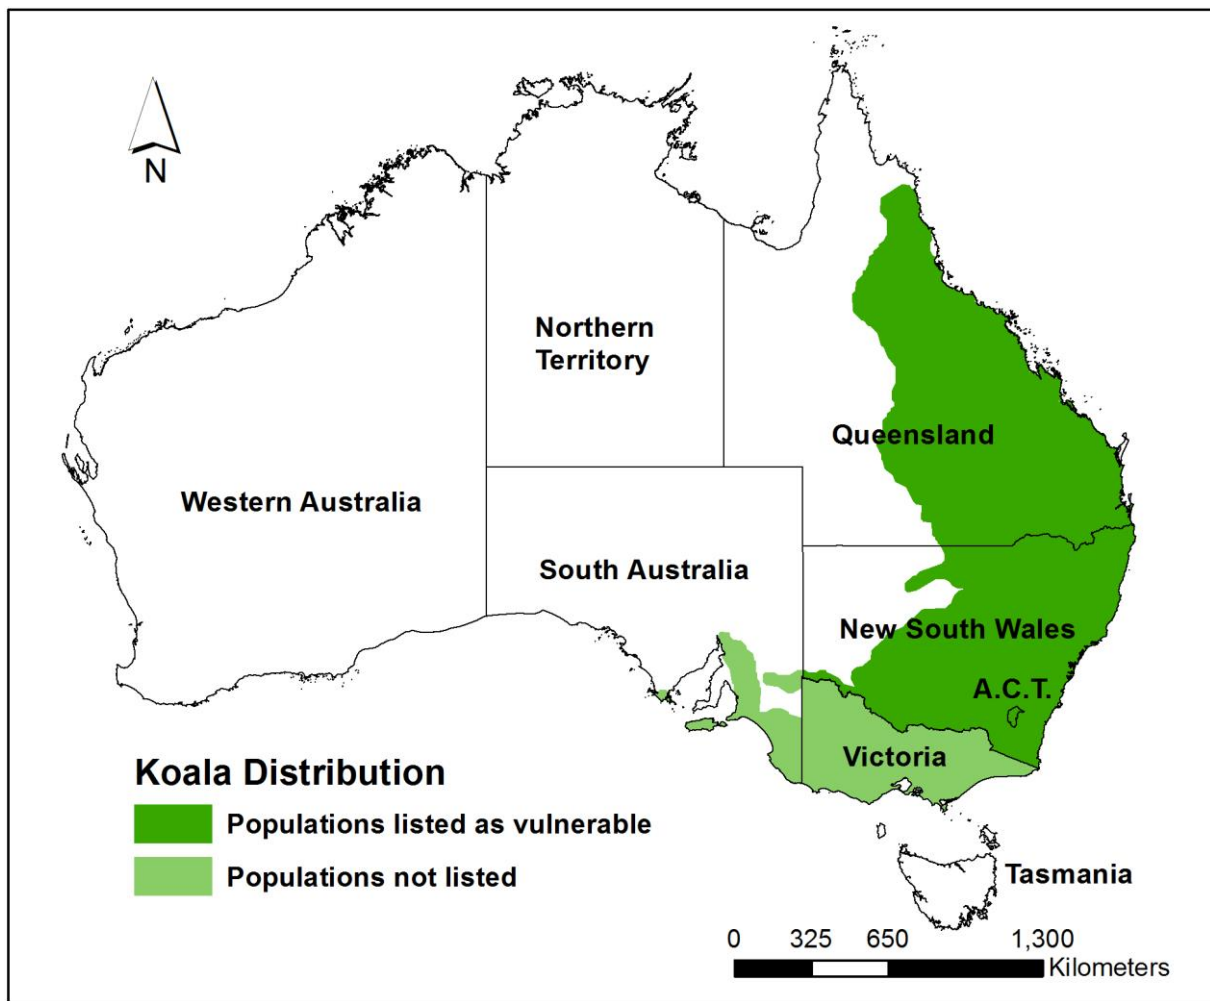 N
Northern
Territory
Queensland
Western Australia
South Australia
New South Wales
A.C.T.
Victoria
Koala Distribution
Populations listed as vulnerable
Populations not listed
Tasmania
0 325 650 1,300
Kilometers